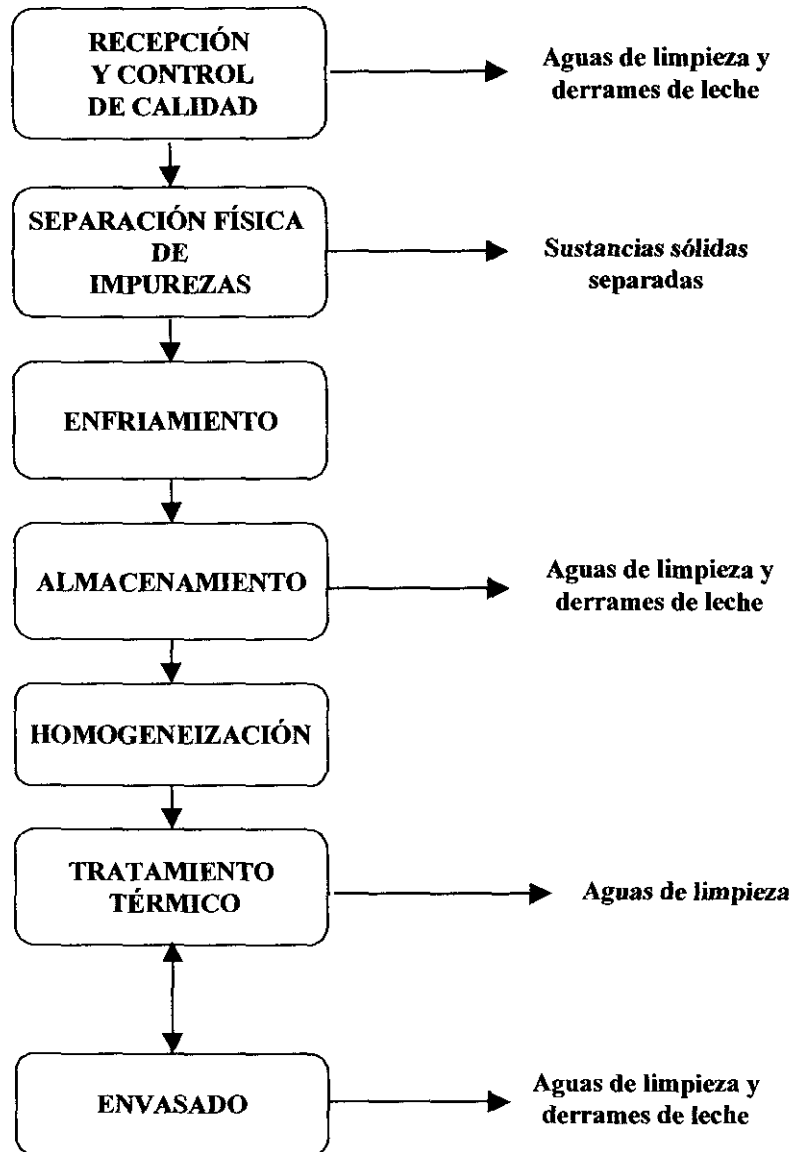 RECEPCIÓN
Y CONTROL
DE CALIDAD
Aguas de limpieza y
derrames de leche
SEPARACIÓN FÍSICA
DE
IMPUREZAS
Sustancias sólidas
separadas
ENFRIAMIENTO
ALMACENAMIENTO
Aguas de limpieza y
derrames de leche
HOMOGENEIZACIÓN
TRATAMIENTO
TÉRMICO
Aguas de limpieza
ENVASADO
Aguas de limpieza y
derrames de leche